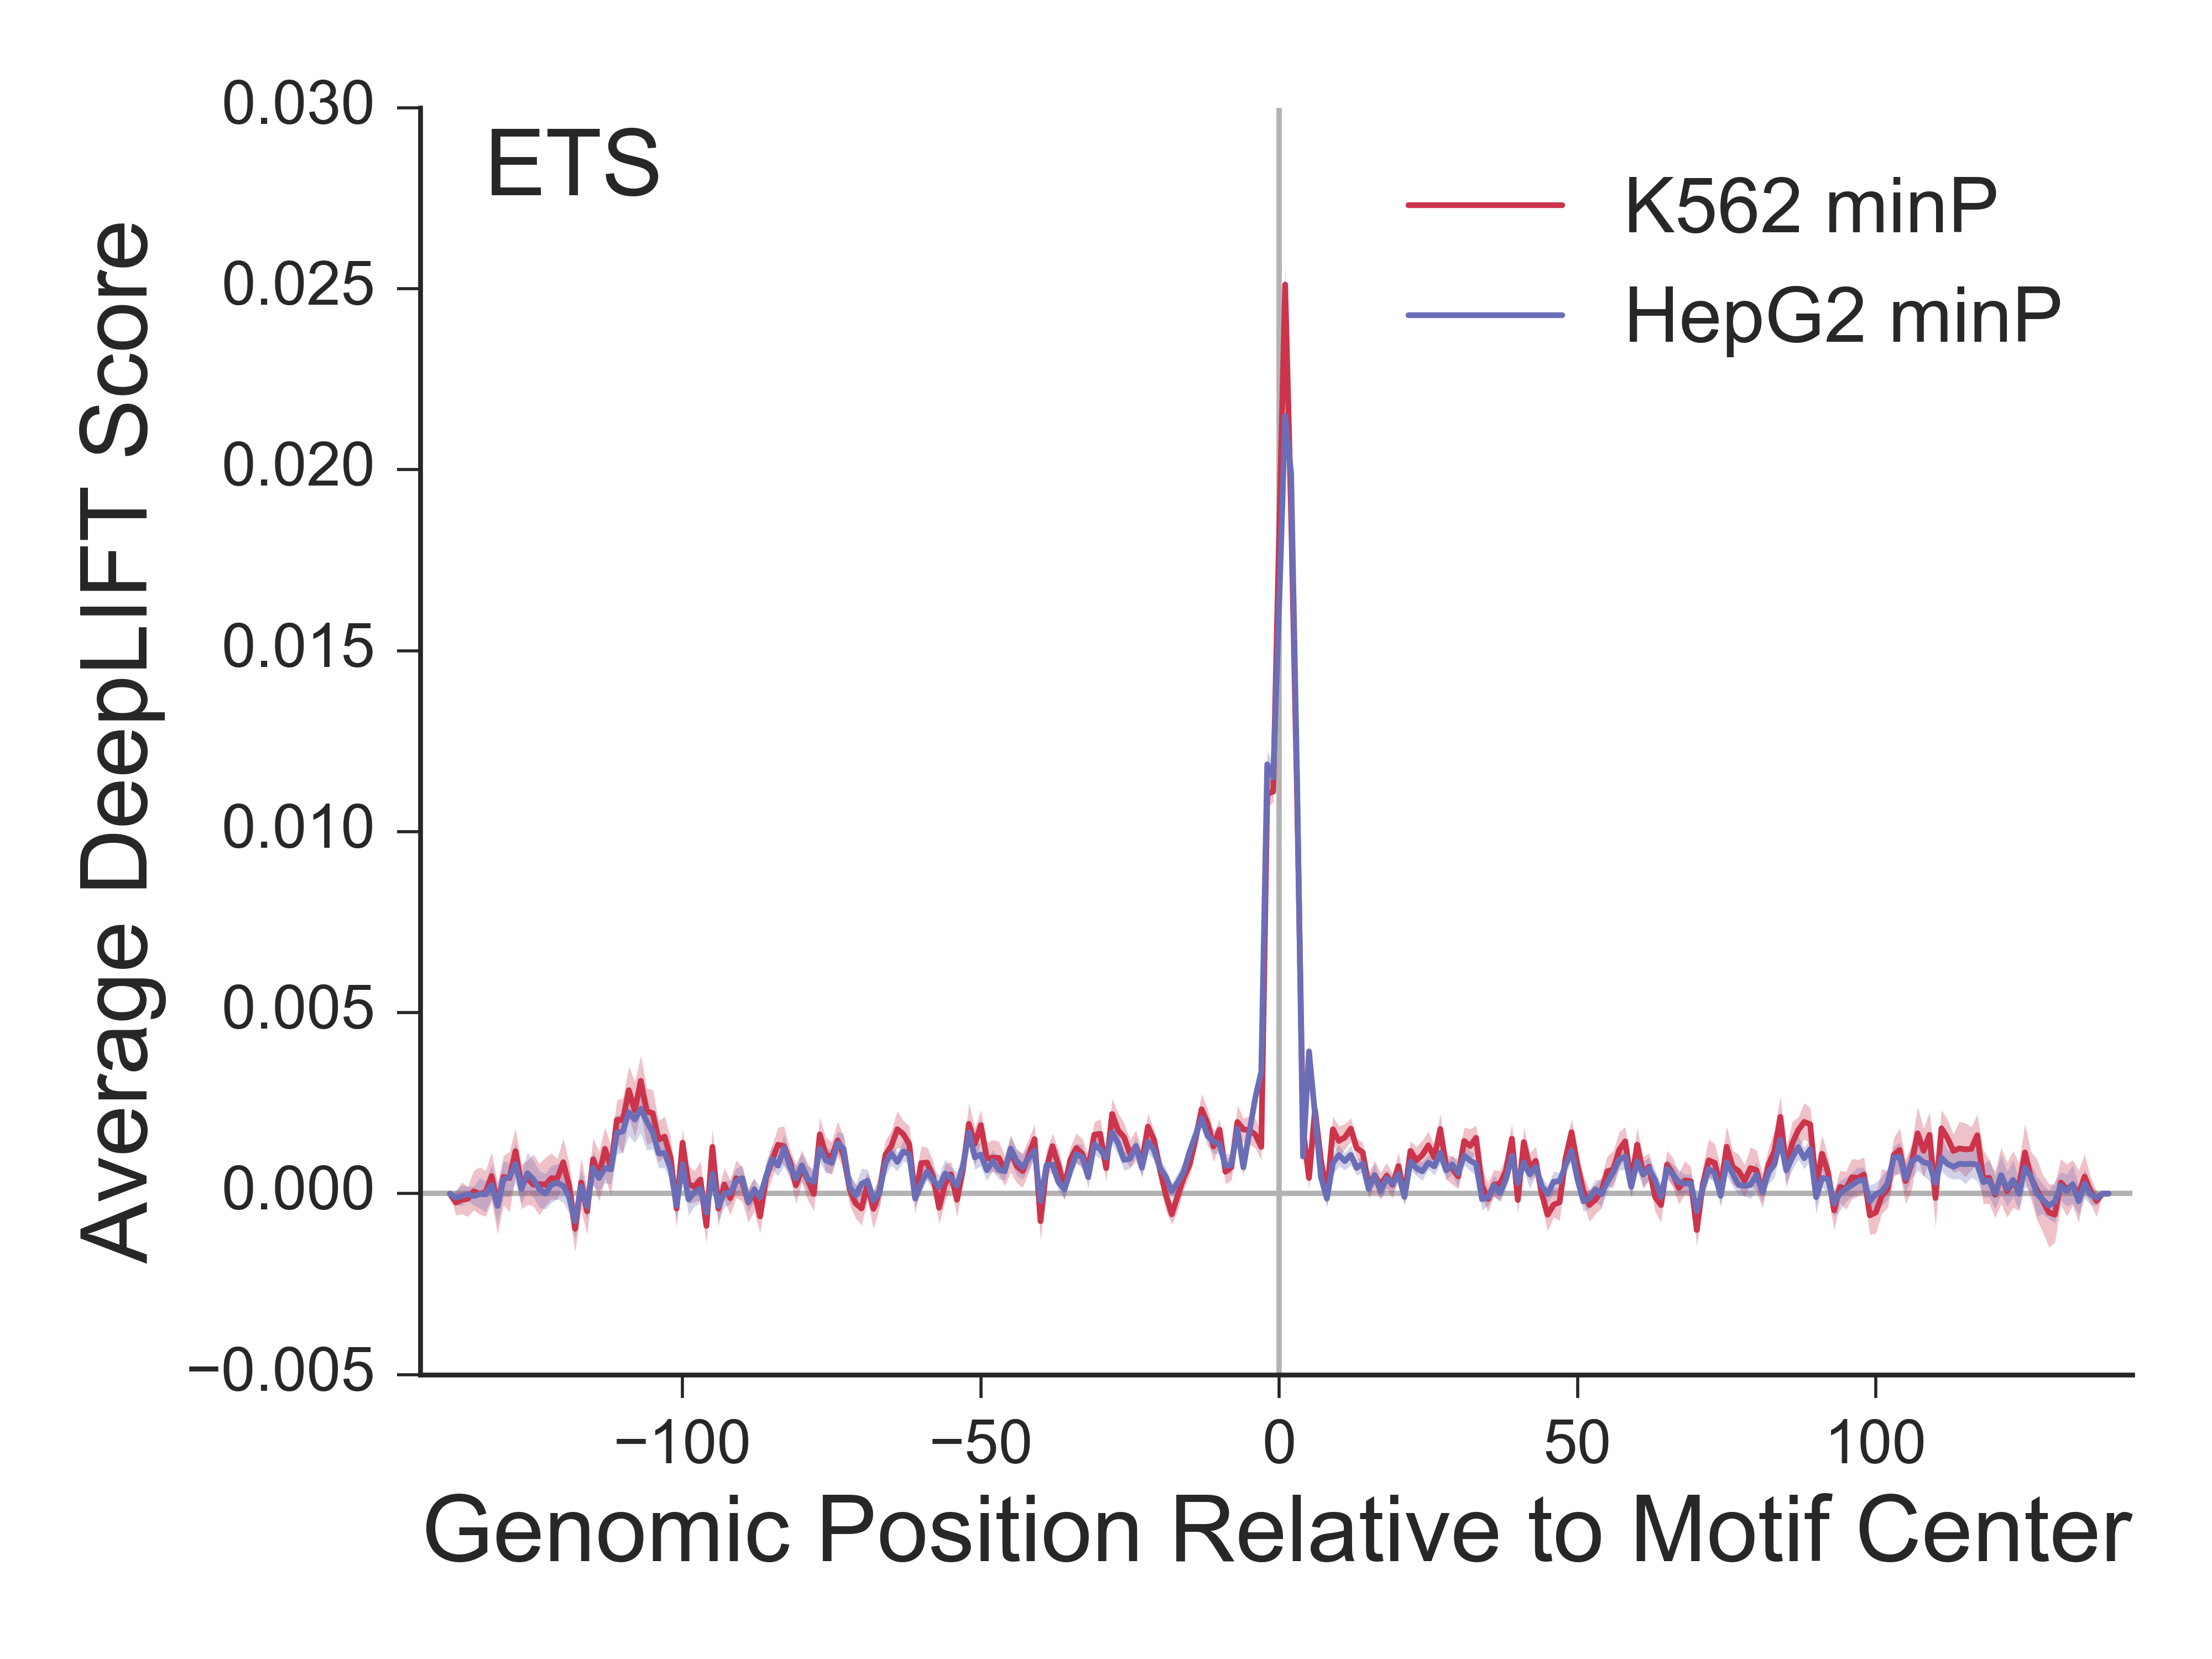 ETS
K562 minP
HepG2 minP
Average DeepLIFT Score
0.030
0.025
0.020
0.015
0.010
0.005
0.000
−0.005
−100
−50
0
50
100
Genomic Position Relative to Motif Center